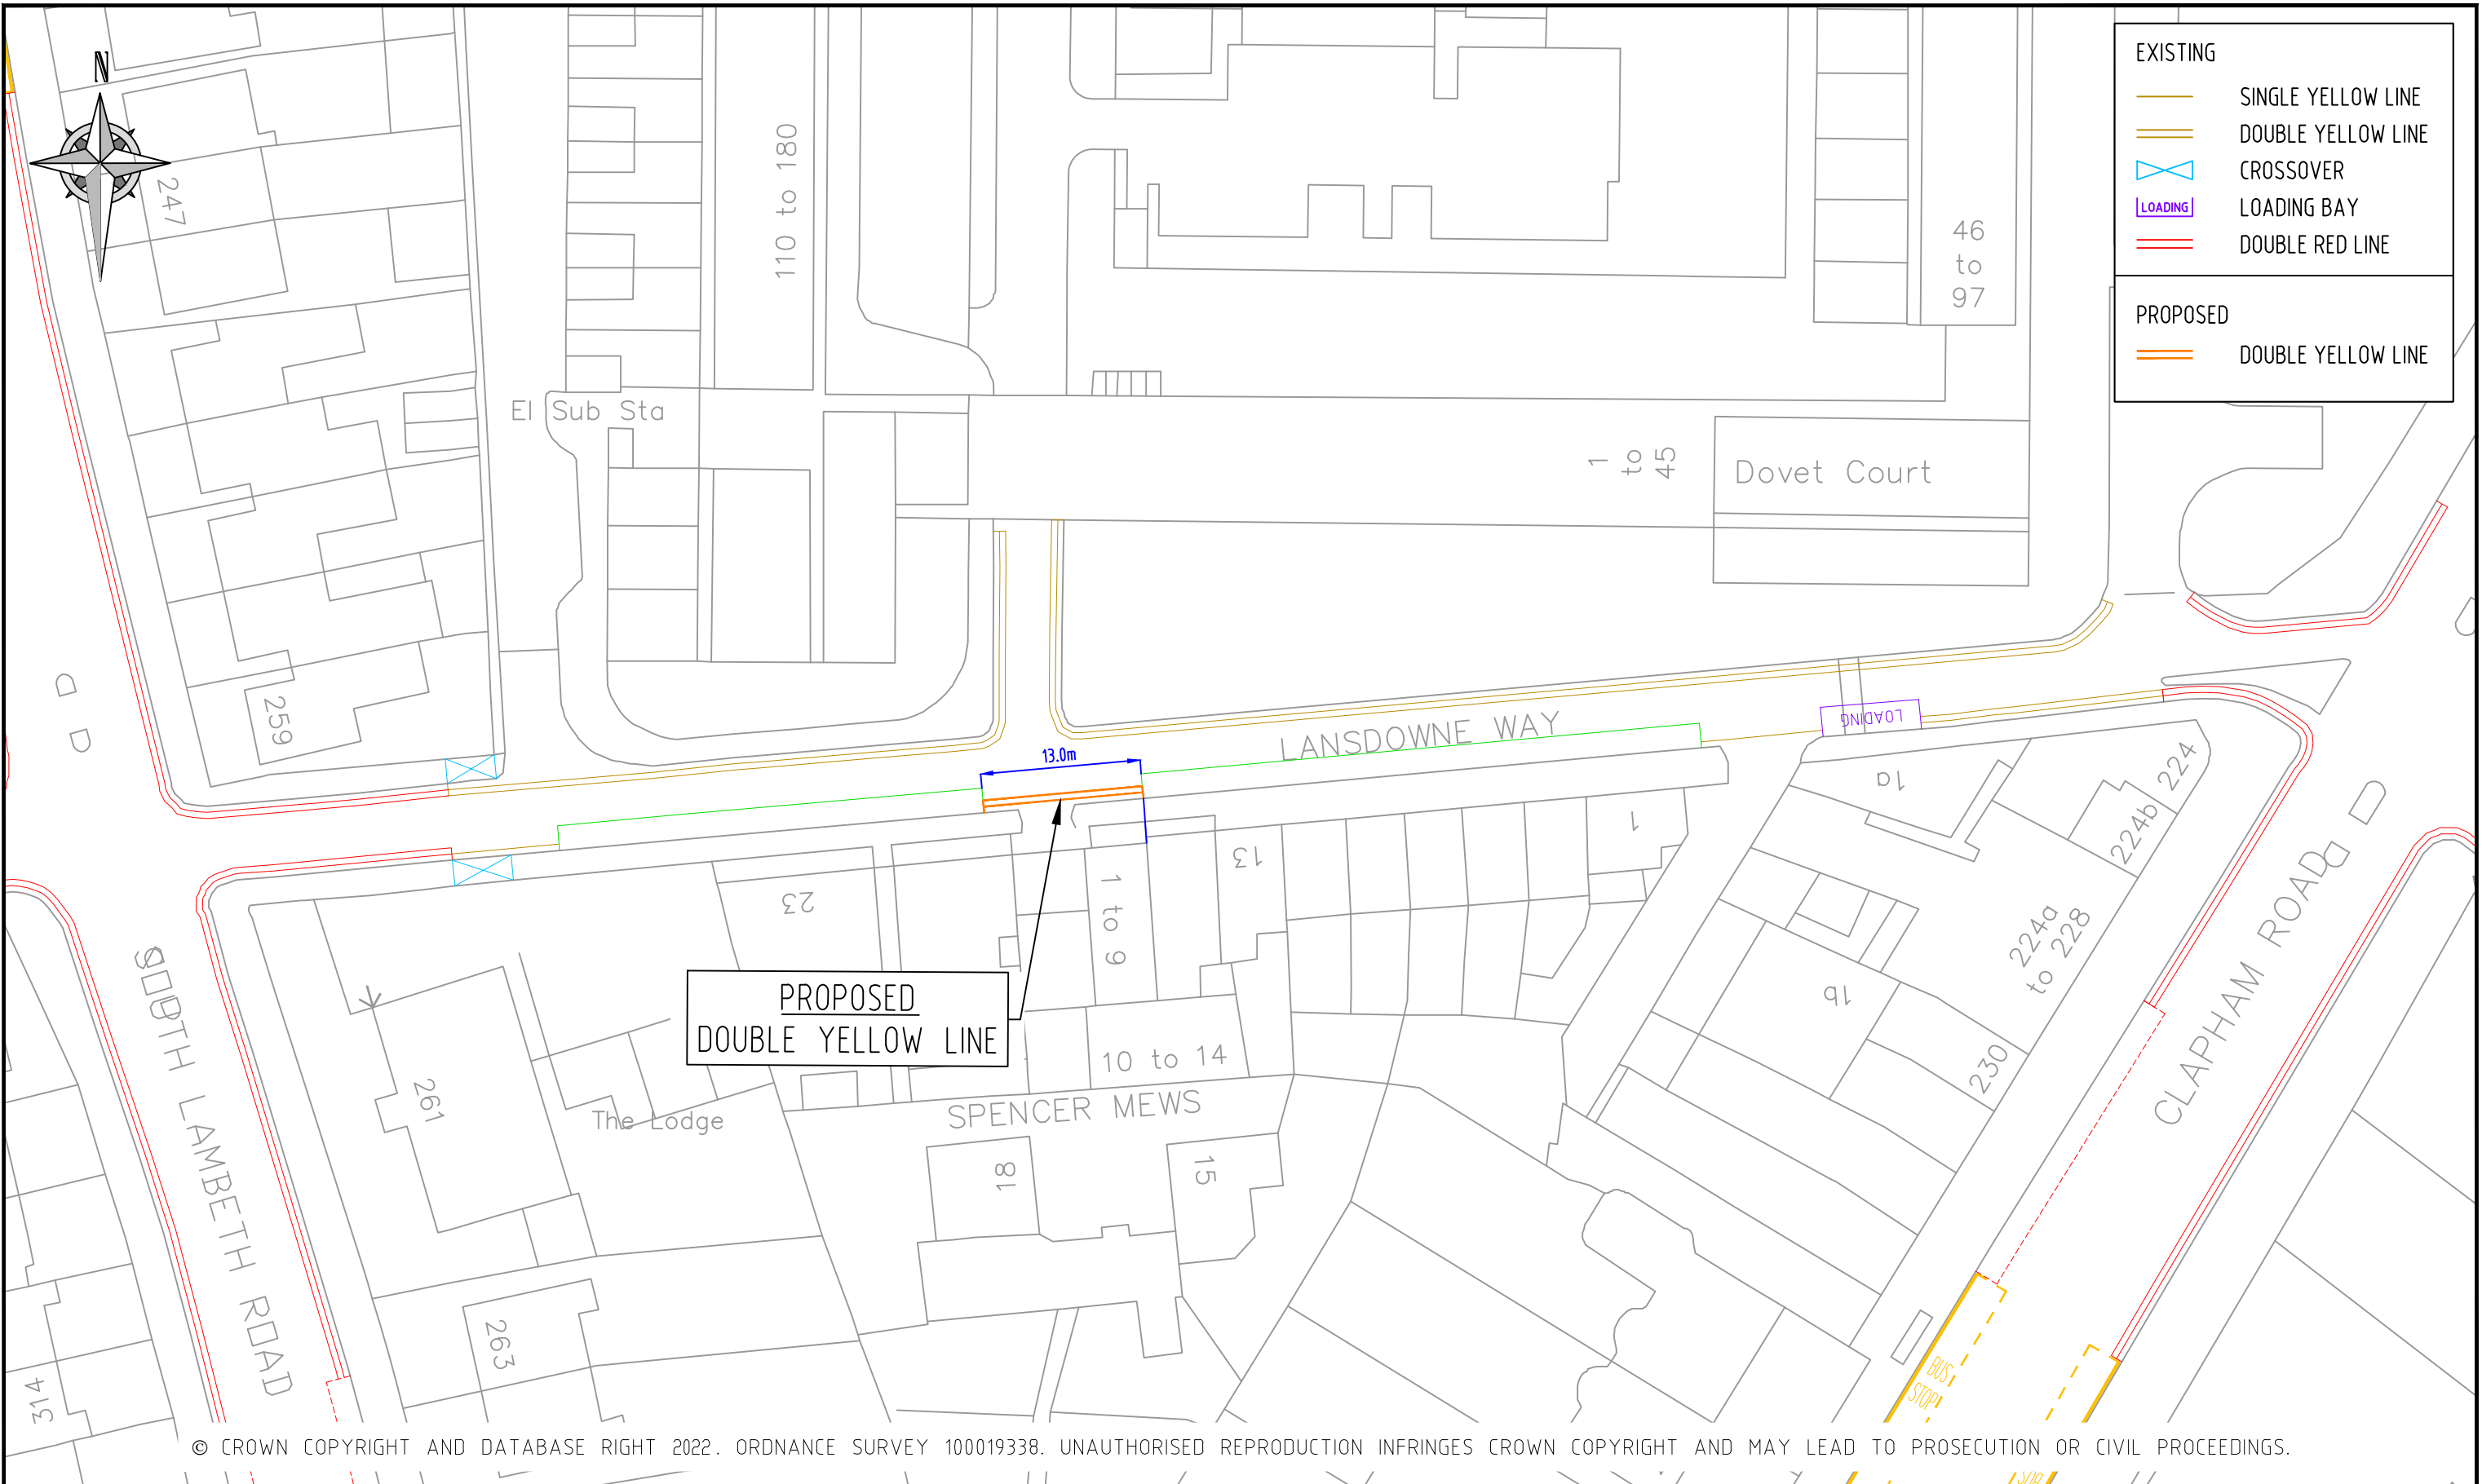 N
EXISTING
SINGLE YELLOW LINE
DOUBLE YELLOW LINE
CROSSOVER
LOADING
LOADING BAY
DOUBLE RED LINE
PROPOSED
DOUBLE YELLOW LINE
247
110 to 180
46
to
97
El Sub Sta
1
to
45
Dovet Court
259
LANSDOWNE WAY
LOADING
13.0m
1a
224
224b
1
13
23
1 to 9
224a
to 228
CLAPHAM ROAD
1b
PROPOSED
DOUBLE YELLOW LINE
SOUTH LAMBETH ROAD
261
The Lodge
10 to 14
SPENCER MEWS
230
18
15
263
314
BUS
STOP
© CROWN COPYRIGHT AND DATABASE RIGHT 2022. ORDNANCE SURVEY 100019338. UNAUTHORISED REPRODUCTION INFRINGES CROWN COPYRIGHT AND MAY LEAD TO PROSECUTION OR CIVIL PROCEEDINGS.